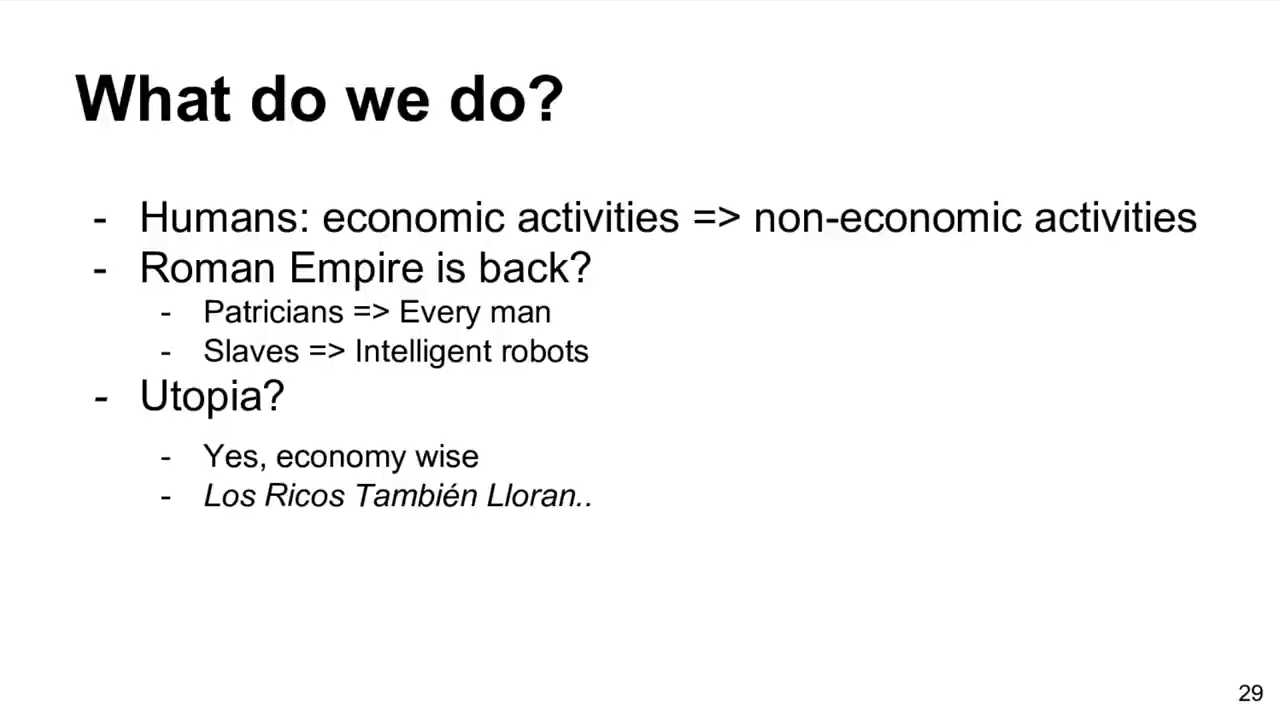 What do we do?
- Humans: economic activities => non-economic activities
- Roman Empire is back?
- Patricians => Every man
- Slaves => Intelligent robots
- Utopia?
- Yes, economy wise
- Los Ricos También Lloran..
29